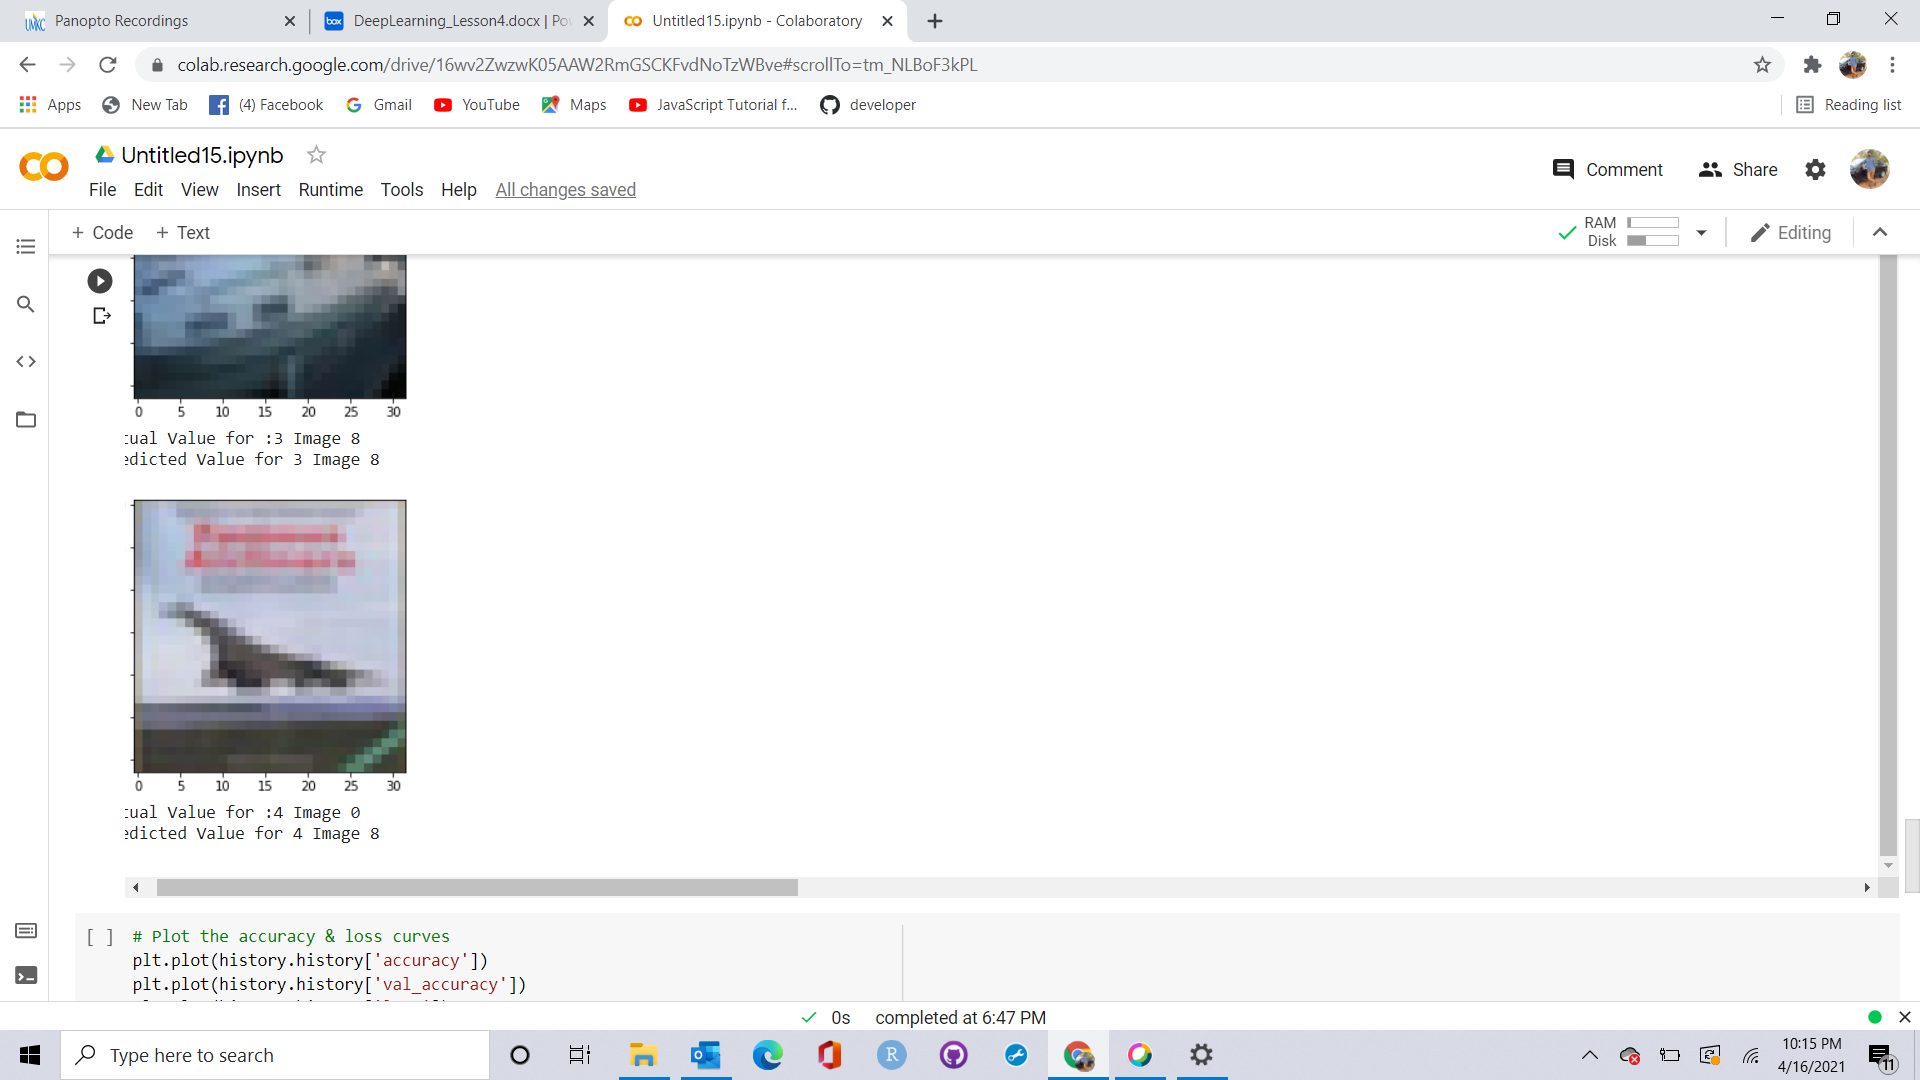 Panopto Recordings
DeepLearning_Lesson4.docx | Po
Untitled15.ipynb - Colaboratory
colab.research.google.com/drive/16wv2ZwzwK05AAW2RmGSCKFvdNoTzWBve#scrollTo=tm_NLBoF3kPL
Apps New Tab (4) Facebook Gmail YouTube Maps JavaScript Tutorial f... developer Reading list
Untitled15.ipynb
Comment Share
File Edit View Insert Runtime Tools Help All changes saved
+ Code + Text
RAM
Disk
Editing
0 5 10 15 20 25 30
tual Value for :3 Image 8
edicted Value for 3 Image 8
0 5 10 15 20 25 30
tual Value for :4 Image 0
edicted Value for 4 Image 8
[ ] # Plot the accuracy & loss curves
plt.plot(history.history['accuracy'])
plt.plot(history.history['val_accuracy'])
0s completed at 6:47 PM
Type here to search
10:15 PM
4/16/2021
11